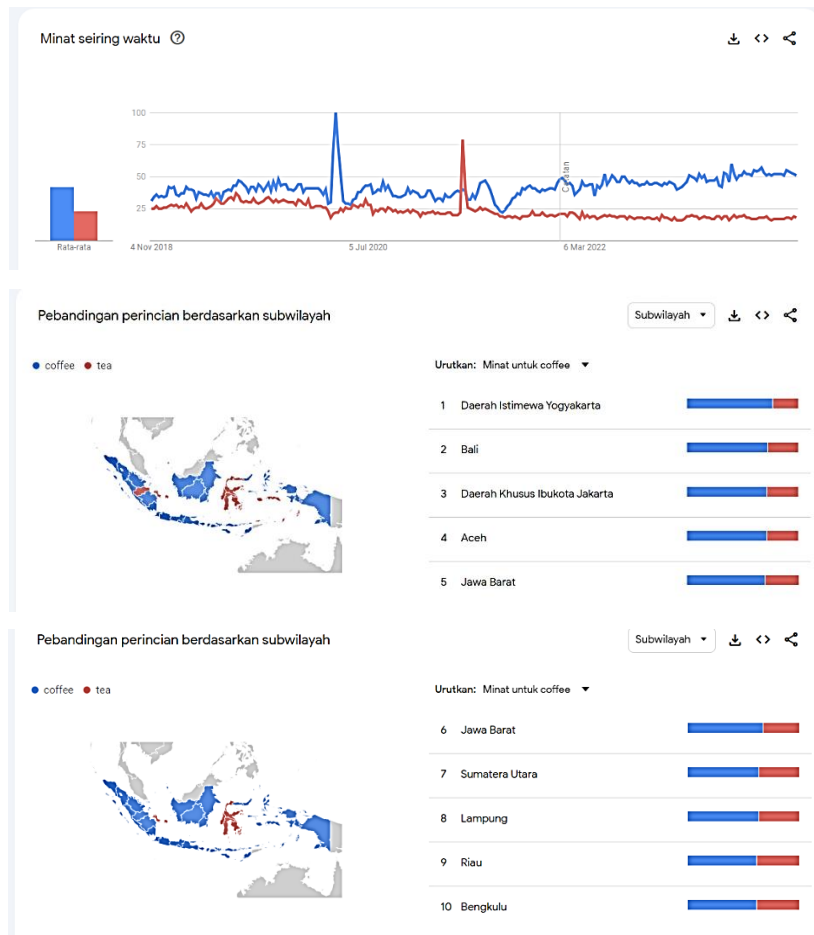 Minat seiring waktu
100
75
50
25
Catatan
Rata-rata
4 Nov 2018
5 Jul 2020
6 Mar 2022
Pebandingan perincian berdasarkan subwilayah
Subwilayah
coffee
tea
Urutkan: Minat untuk coffee
1 Daerah Istimewa Yogyakarta
2 Bali
3 Daerah Khusus Ibukota Jakarta
4 Aceh
5 Jawa Barat
Pebandingan perincian berdasarkan subwilayah
Subwilayah
coffee
tea
Urutkan: Minat untuk coffee
6 Jawa Barat
7 Sumatera Utara
8 Lampung
9 Riau
10 Bengkulu